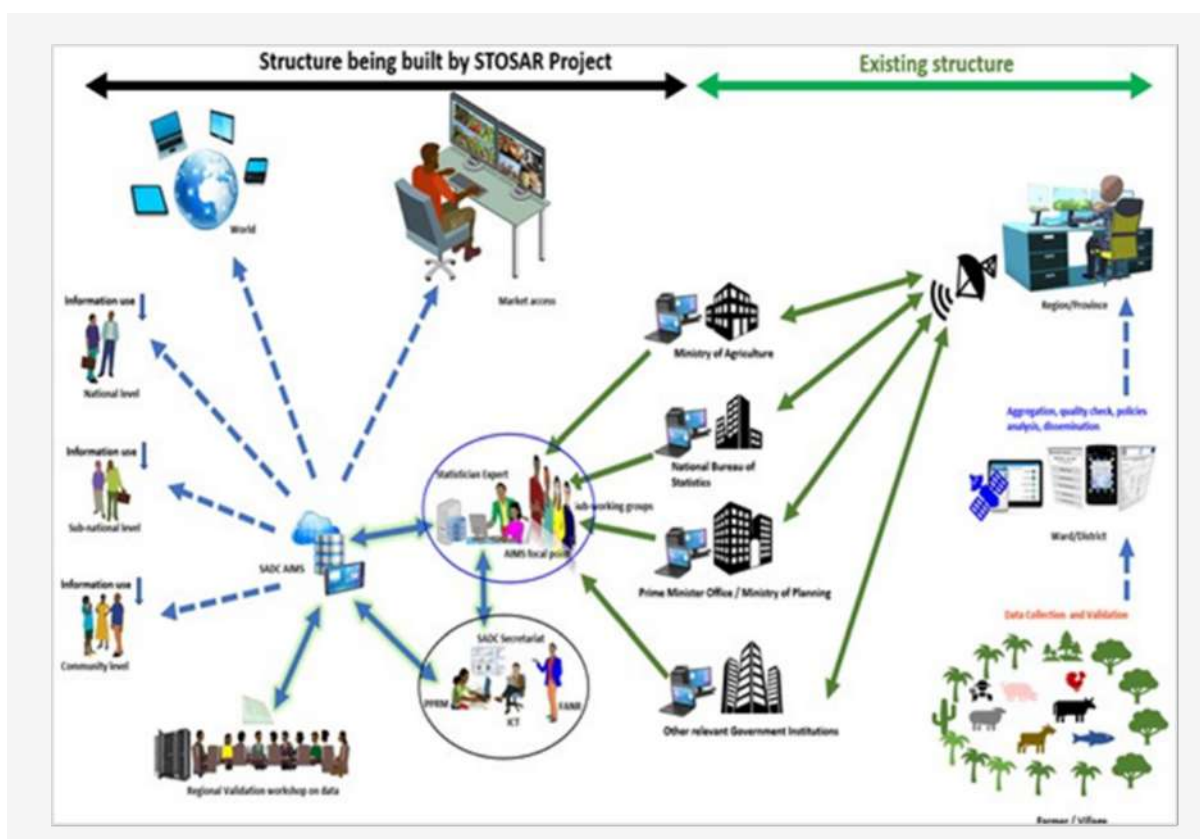 Structure being built by STOSAR Project
Existing structure
World
Market access
Region/Province
Information use
National level
Ministry of Agriculture
Aggregation, quality check, policies
analysis, dissemination
Information use
Sub-national level
Statistician Expert
National Bureau of
Statistics
sub-working groups
Ward/District
SADC AIMS
AIMS focal point
Prime Minister Office / Ministry of Planning
Information use
Community level
Data Collection and Validation
SADC Secretariat
PPRM
ICT
FANR
Other relevant Government Institutions
Regional Validation workshop on data
Farmer / Village